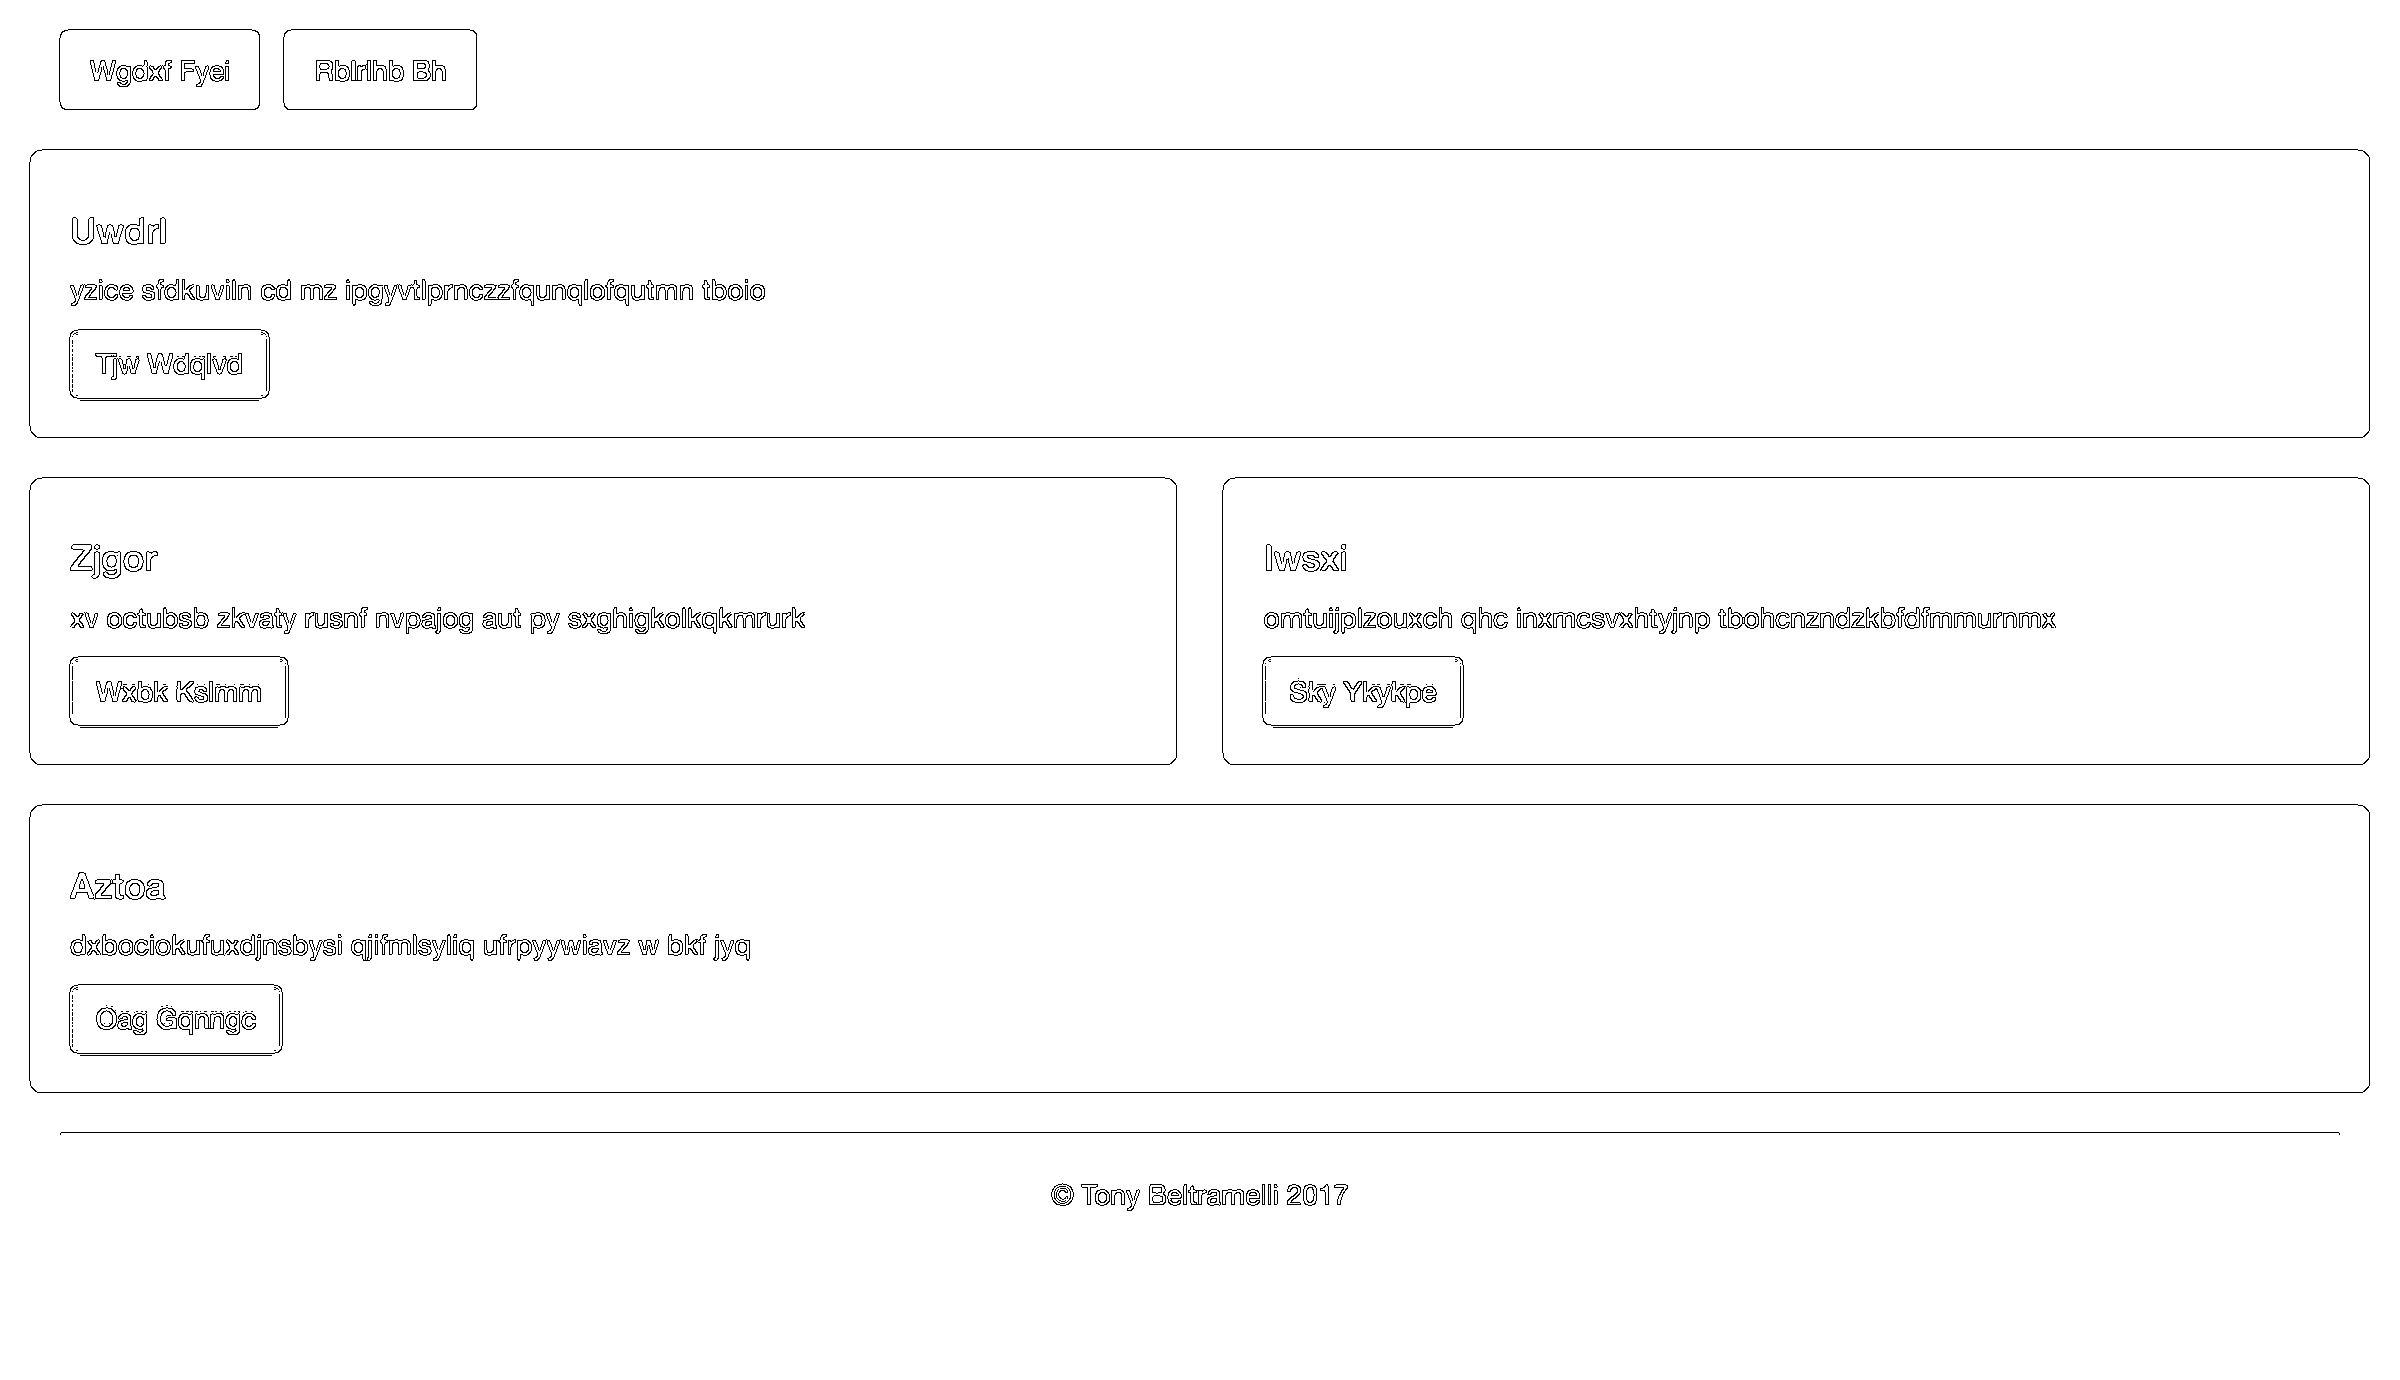 Wgdxf Fyei
Rblrlhb Bh
Uwdrl
yzice sfdkuviln cd mz ipgyvtlprnczzfqunqlofqutmn tboio
Tjw Wdqlvd
Zjgor
xv octubsb zkvaty rusnf nvpajog aut py sxghigkolkqkmrurk
Wxbk Kslmm
Iwsxi
omtuijplzouxch qhc inxmcsvxhtyjnp tbohcnzndzkbfdfmmurnmx
Sky Ykykpe
Aztoa
dxbociokufuxdjnsbysi qjifmlsyliq ufrpyywiavz w bkf jyq
Oag Gqnngc
© Tony Beltramelli 2017